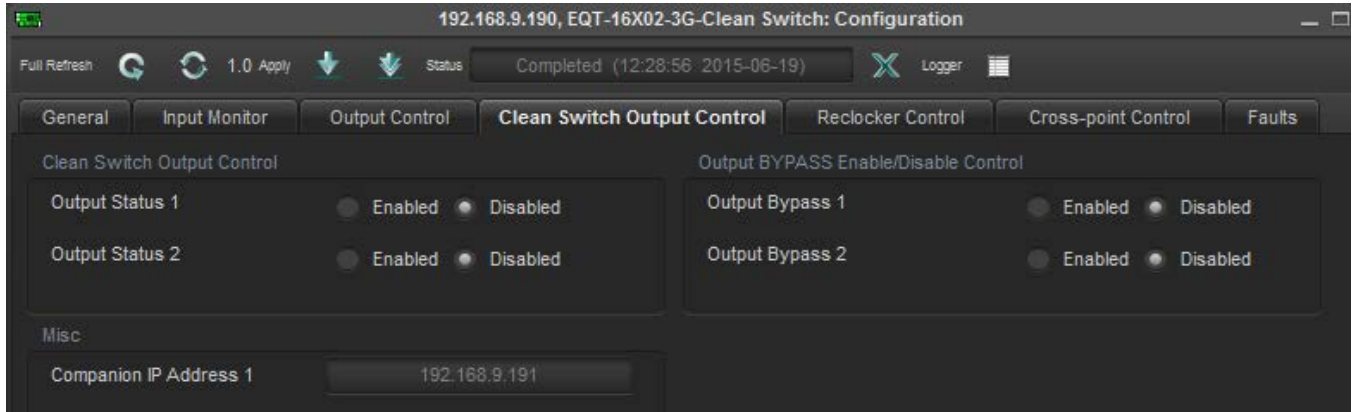 192.168.9.190, EQT-16X02-3G-Clean Switch: Configuration
Full Refresh 1.0 Apply Status Completed (12:28:56 2015-06-19) Logger
General Input Monitor Output Control Clean Switch Output Control Reclocker Control Cross-point Control Faults
Clean Switch Output Control Output BYPASS Enable/Disable Control
Output Status 1 Enabled Disabled Output Bypass 1 Enabled Disabled
Output Status 2 Enabled Disabled Output Bypass 2 Enabled Disabled
Misc
Companion IP Address 1 192.168.9.191